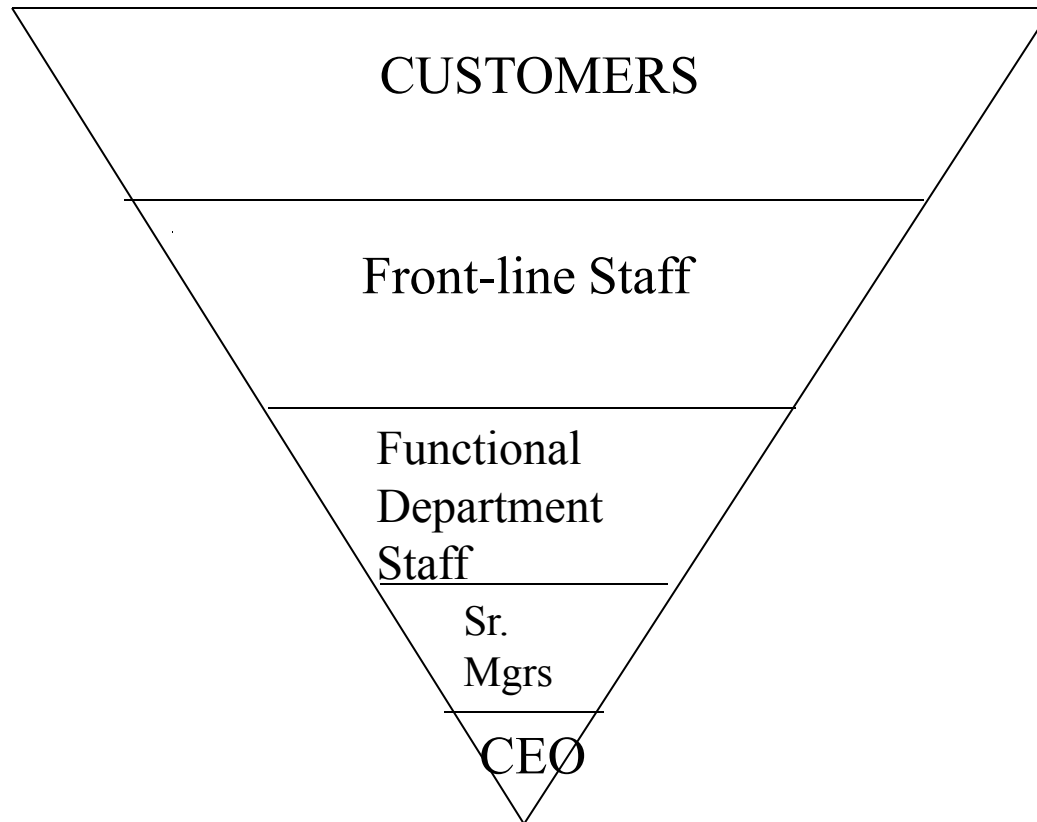 CUSTOMERS
Front-line Staff
Functional
Department
Staff
Sr.
Mgrs
CEO